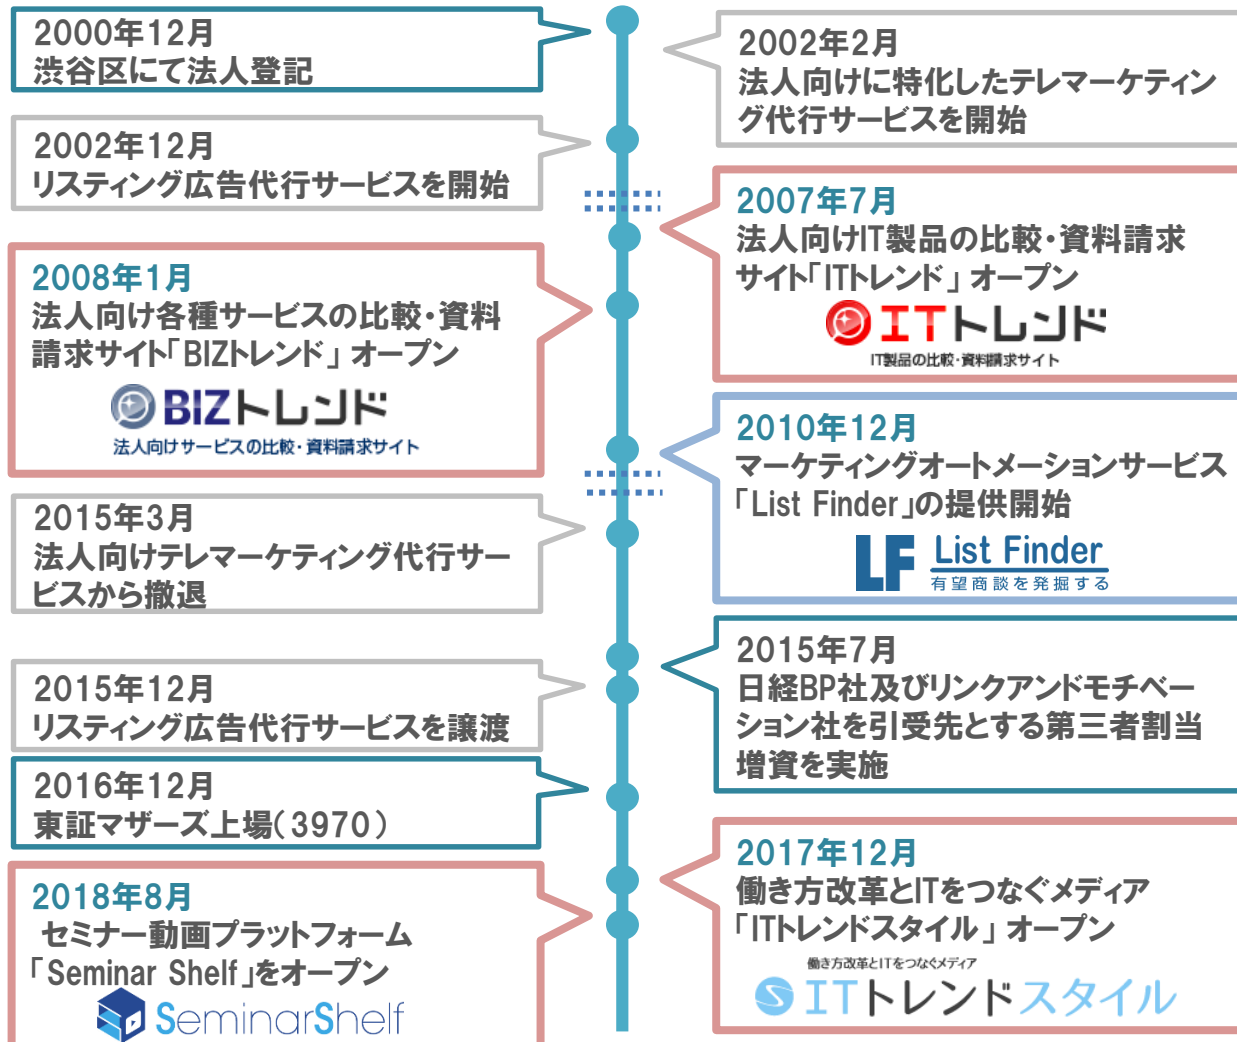 2000年12月
渋谷区にて法人登記
2002年2月
法人向けに特化したテレマーケティン
グ代行サービスを開始
2002年12月
リスティング広告代行サービスを開始
2007年7月
法人向けIT製品の比較・資料請求
サイト「ITトレンド」オープン
ITトレンド
IT製品の比較・資料請求サイト
2008年1月
法人向け各種サービスの比較・資料
請求サイト「BIZトレンド」オープン
BIZトレンド
法人向けサービスの比較・資料請求サイト
2010年12月
マーケティングオートメーションサービス
「List Finder」の提供開始
LF List Finder
有望商談を発掘する
2015年3月
法人向けテレマーケティング代行サー
ビスから撤退
2015年7月
日経BP社及びリンクアンドモチベー
ション社を引受先とする第三者割当
増資を実施
2015年12月
リスティング広告代行サービスを譲渡
2016年12月
東証マザーズ上場(3970)
2017年12月
働き方改革とITをつなぐメディア
「ITトレンドスタイル」オープン
働き方改革とITをつなぐメディア
ITトレンドスタイル
2018年8月
セミナー動画プラットフォーム
「Seminar Shelf」をオープン
SeminarShelf